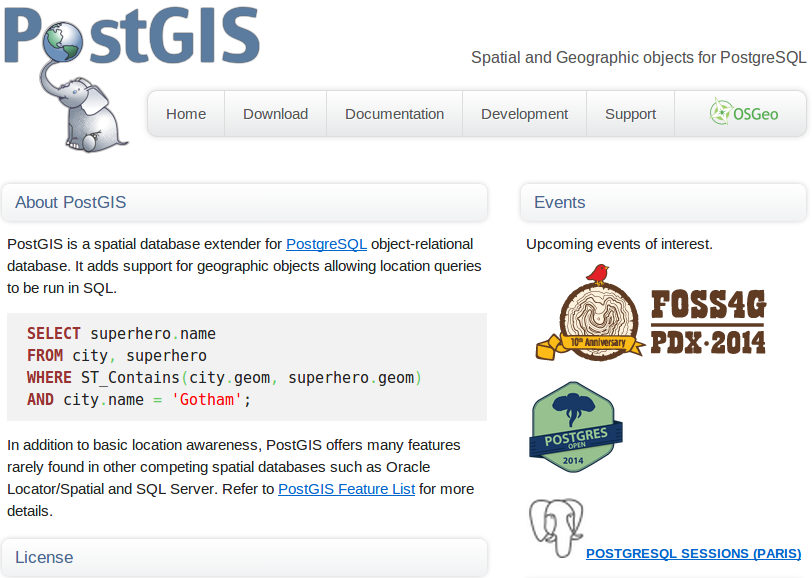 PostGIS
Spatial and Geographic objects for PostgreSQL
Home
Download
Documentation
Development
Support
OSGeo
About PostGIS
PostGIS is a spatial database extender for PostgreSQL object-relational
database. It adds support for geographic objects allowing location queries
to be run in SQL.
SELECT superhero.name
FROM city, superhero
WHERE ST_Contains(city.geom, superhero.geom)
AND city.name = 'Gotham';
In addition to basic location awareness, PostGIS offers many features
rarely found in other competing spatial databases such as Oracle
Locator/Spatial and SQL Server. Refer to PostGIS Feature List for more
details.
License
Events
Upcoming events of interest.
10th Anniversary
FOSS4G
PDX·2014
POSTGRES
OPEN
2014
POSTGRESQL SESSIONS (PARIS)